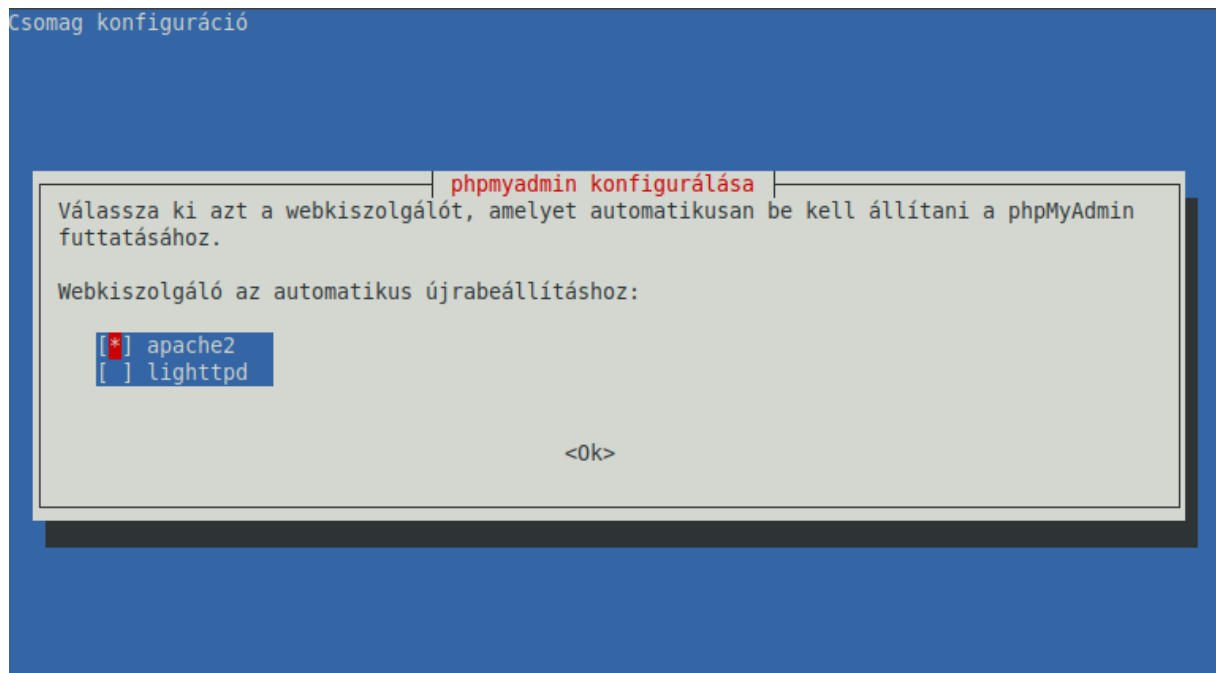 Csomag konfiguráció
phpmyadmin konfigurálása
Válassza ki azt a webkiszolgálót, amelyet automatikusan be kell állítani a phpMyAdmin
futtatásához.
Webkiszolgáló az automatikus újrabeállításhoz:
[*] apache2
[ ] lighttpd
<Ok>